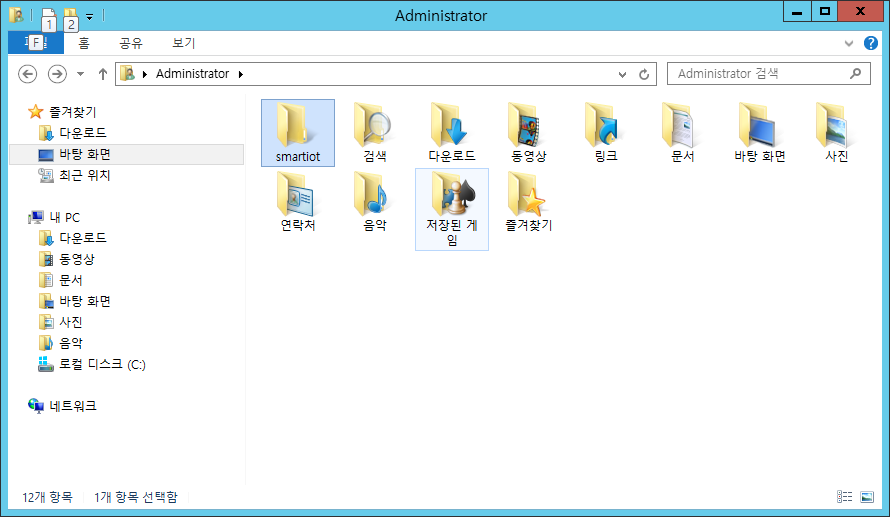 Administrator
1
2
F
홈
공유
보기
Administrator
Administrator 검색
즐겨찾기
다운로드
바탕 화면
최근 위치
내 PC
다운로드
동영상
문서
바탕 화면
사진
음악
로컬 디스크 (C:)
네트워크
smartiot
검색
다운로드
동영상
링크
문서
바탕 화면
사진
연락처
음악
저장된 게
임
즐겨찾기
12개 항목
1개 항목 선택함